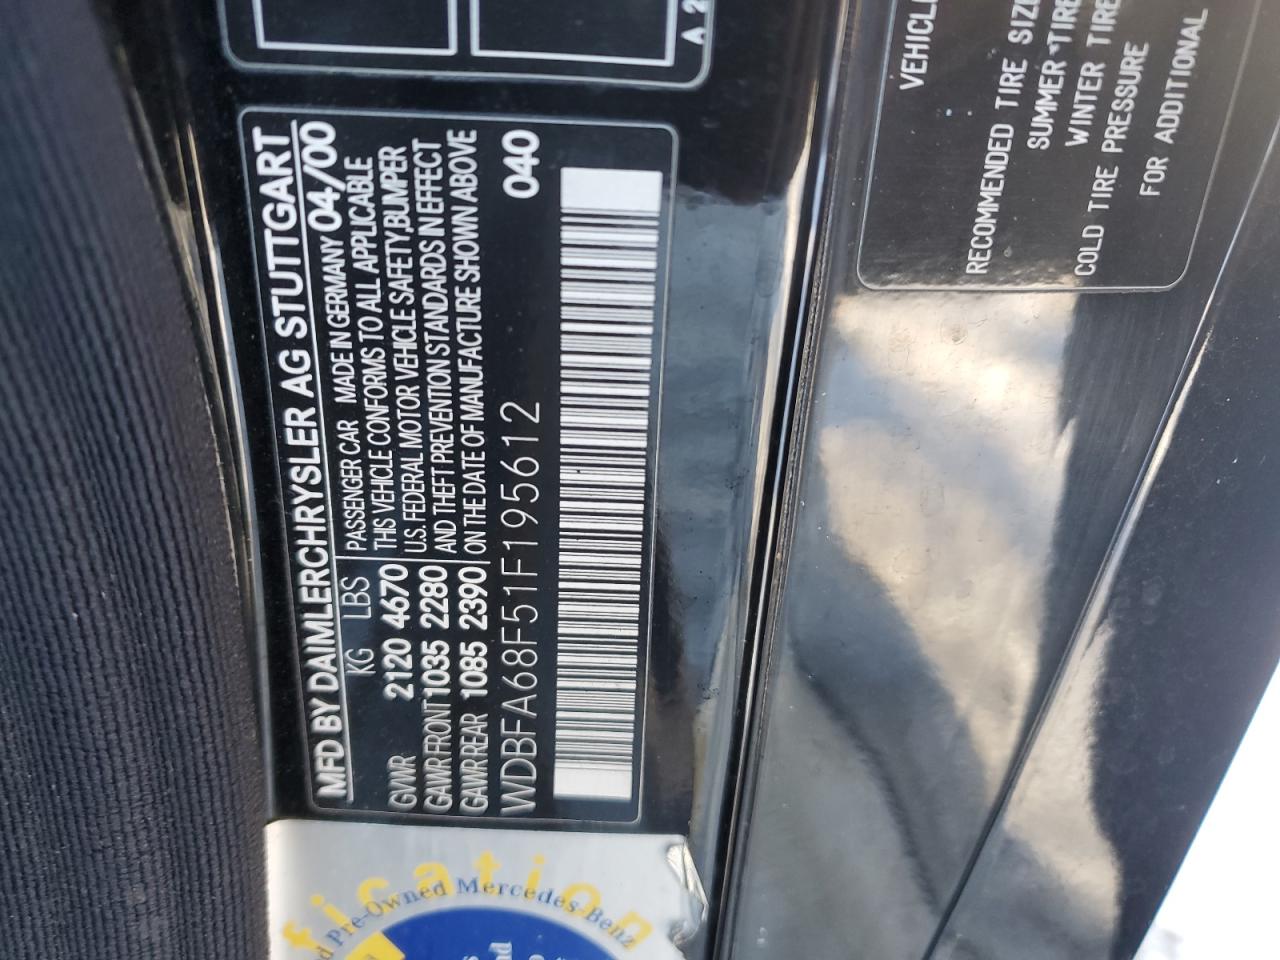 A 2
MFD BY DAIMLERCHRYSLER AG STUTTGART
KG LBS PASSENGER CAR MADE IN GERMANY 04/00
GVWR 2120 4670 THIS VEHICLE CONFORMS TO ALL APPLICABLE
U.S. FEDERAL MOTOR VEHICLE SAFETY,BUMPER
GAWR FRONT 1035 2280 AND THEFT PREVENTION STANDARDS IN EFFECT
GAWR REAR 1085 2390 ON THE DATE OF MANUFACTURE SHOWN ABOVE
WDBFA68F51F195612 040
VEHICLE
RECOMMENDED TIRE SIZE
SUMMER TIRE
WINTER TIRE
COLD TIRE PRESSURE
FOR ADDITIONAL
Pre-Owned Mercedes-Benz